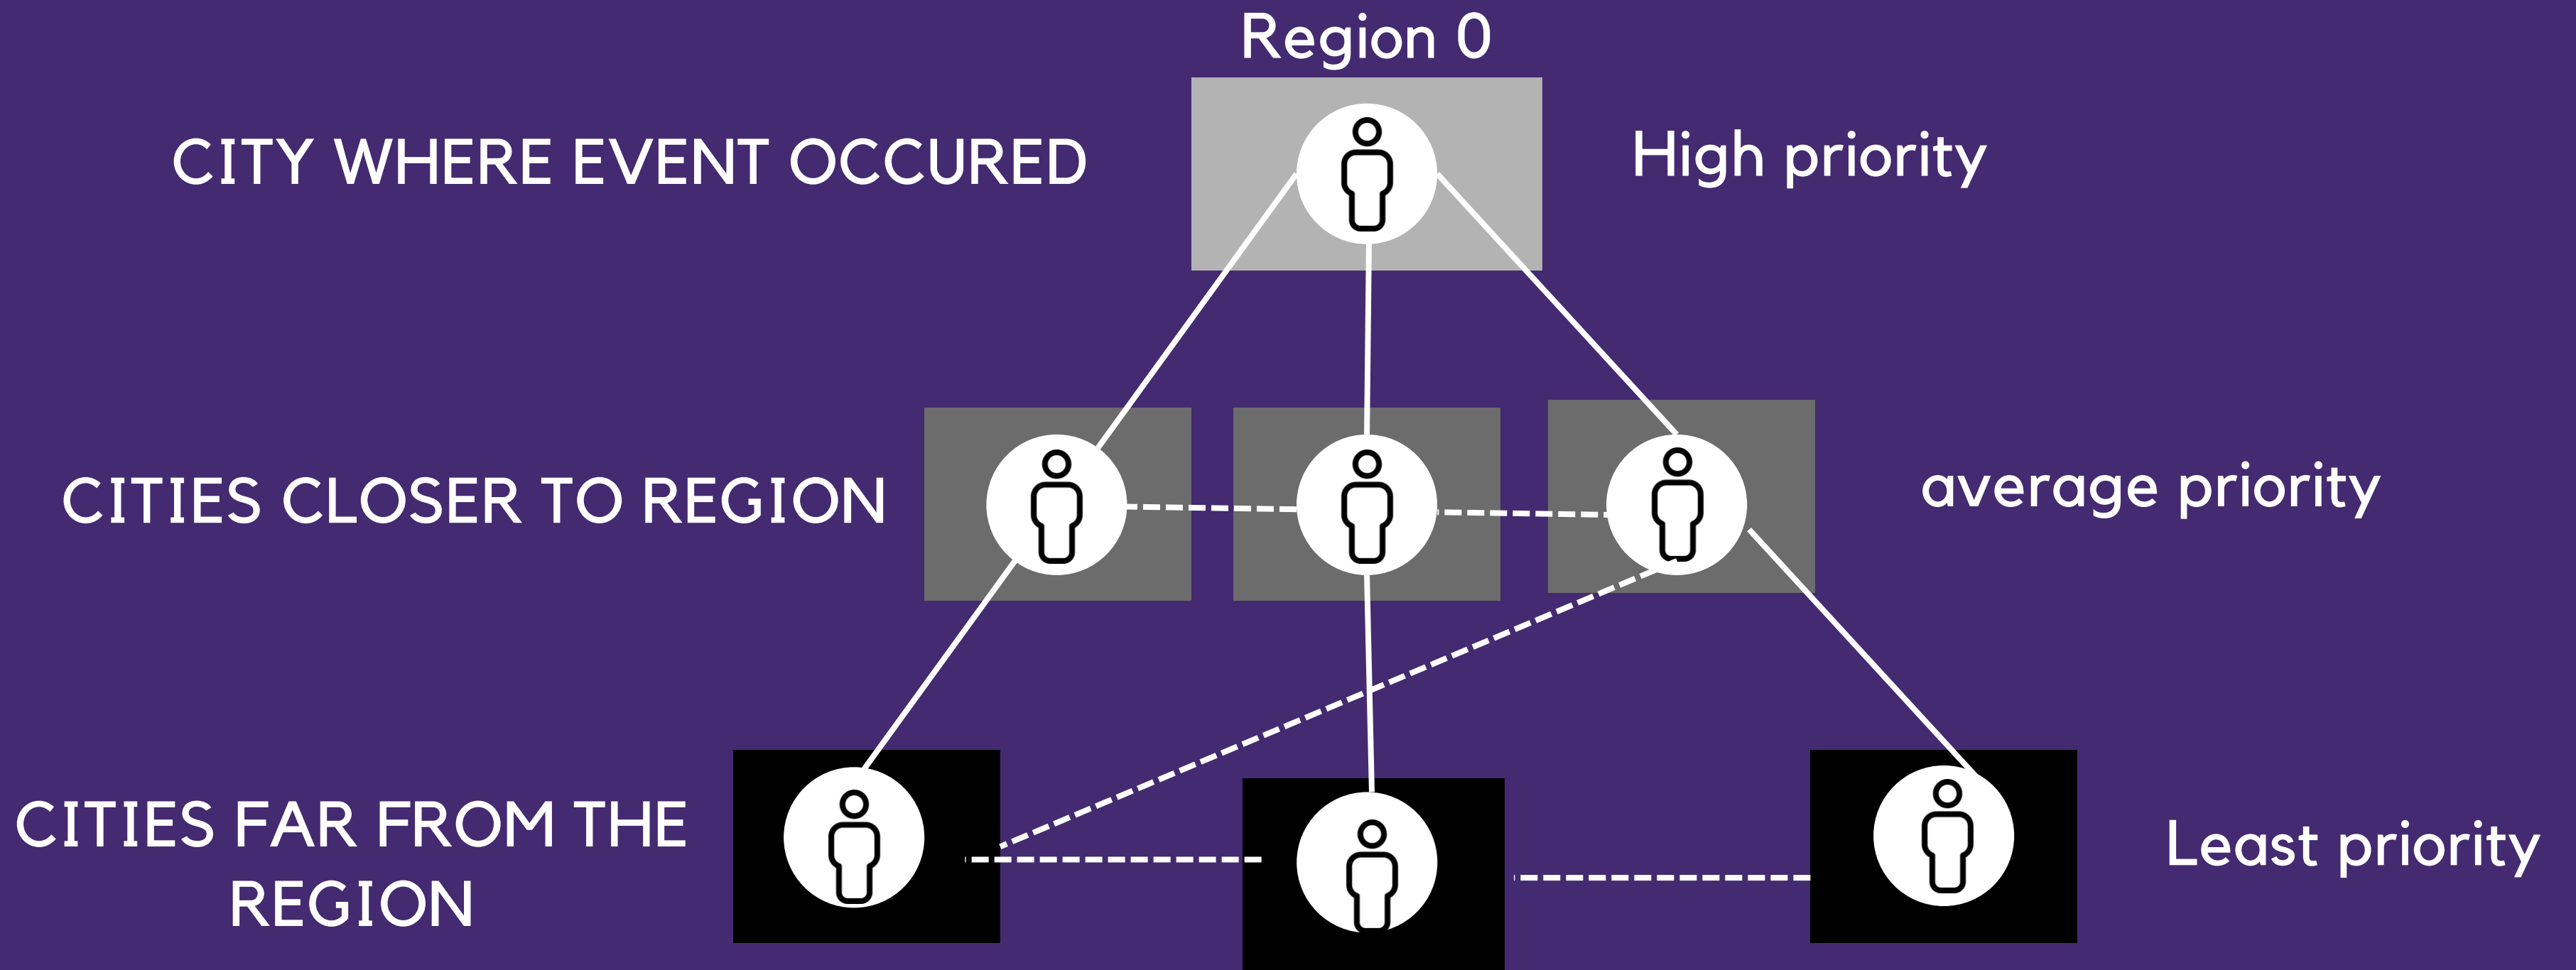 Region 0
CITY WHERE EVENT OCCURED
High priority
CITIES CLOSER TO REGION
average priority
CITIES FAR FROM THE
REGION
Least priority